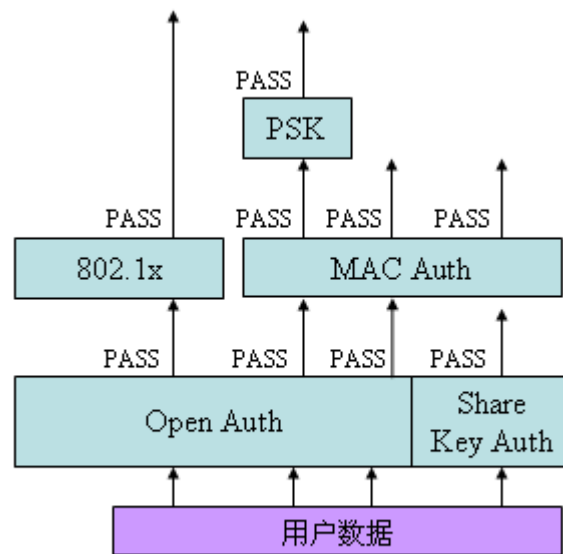 PASS
PSK
PASS PASS PASS PASS
802.1x MAC Auth
PASS PASS PASS PASS
Open Auth
Share
Key Auth
用户数据